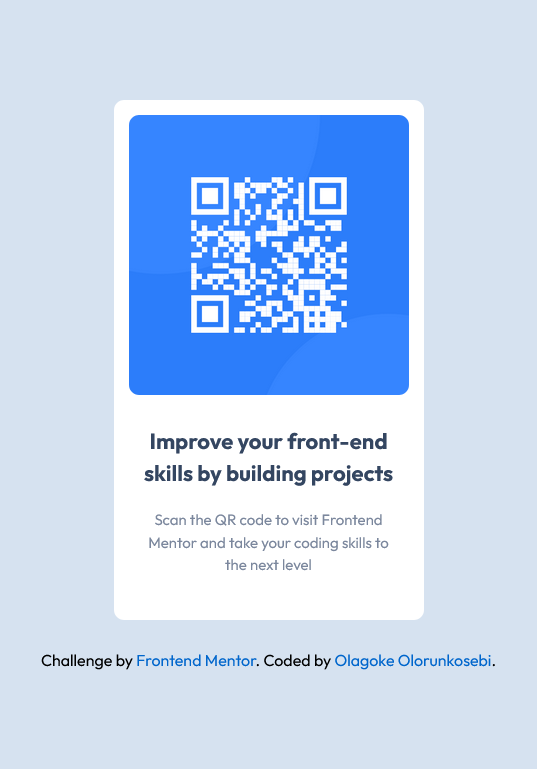 Improve your front-end
skills by building projects
Scan the QR code to visit Frontend
Mentor and take your coding skills to
the next level
Challenge by Frontend Mentor. Coded by Olagoke Olorunkosebi.